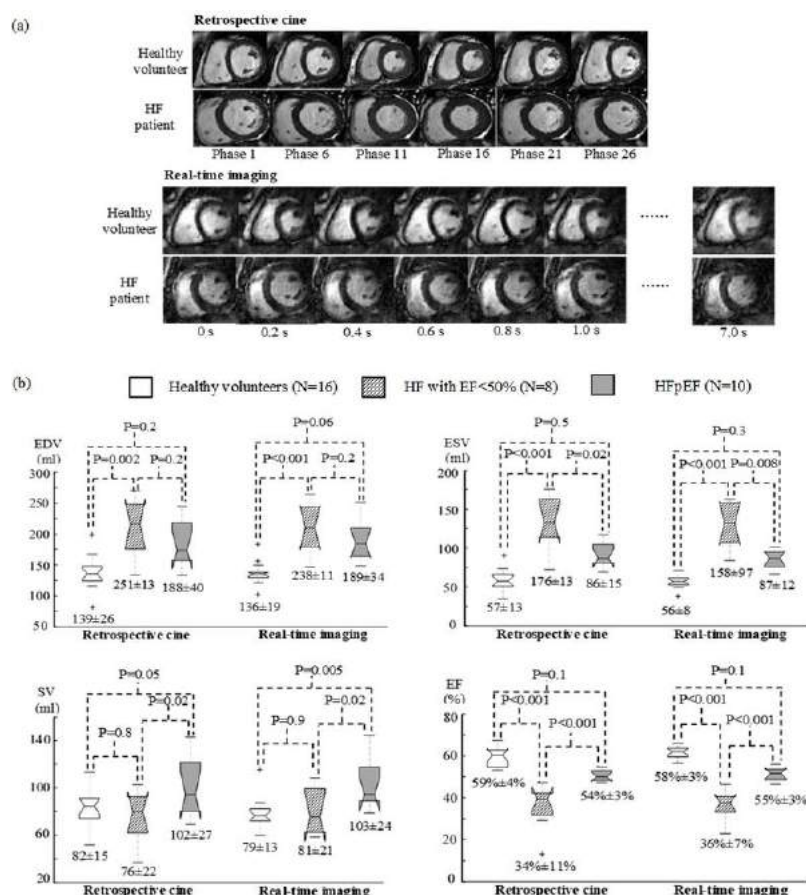 (a)
Retrospective cine
Healthy
volunteer
HF
patient
Phase 1 Phase 6 Phase 11 Phase 16 Phase 21 Phase 26
Real-time imaging
Healthy
volunteer
......
HF
patient
......
0 s 0.2 s 0.4 s 0.6 s 0.8 s 1.0 s 7.0 s
(b)
Healthy volunteers (N=16) HF with EF<50% (N=8) HFpEF (N=10)
EDV
(ml)
300
250
200
150
100
50
P=0.2
P=0.002 P=0.2
139±26
251±13
188±40
Retrospective cine
P=0.06
P<0.001 P=0.2
136±19
238±11
189±34
Real-time imaging
ESV
(ml)
200
150
100
50
0
P=0.5
P<0.001 P=0.02
57±13
176±13
86±15
Retrospective cine
P=0.3
P<0.001 P=0.008
56±8
158±97
87±12
Real-time imaging
SV
(ml)
140
100
60
20
P=0.05
P=0.02
P=0.8
82±15
76±22
102±27
Retrospective cine
P=0.005
P=0.02
P=0.9
79±13
81±21
103±24
Real-time imaging
EF
(%)
80
60
40
20
0
P=0.1
P<0.001
P<0.001
59%±4%
34%±11%
54%±3%
Retrospective cine
P=0.1
P<0.001
P<0.001
58%±3%
36%±7%
55%±3%
Real-time imaging